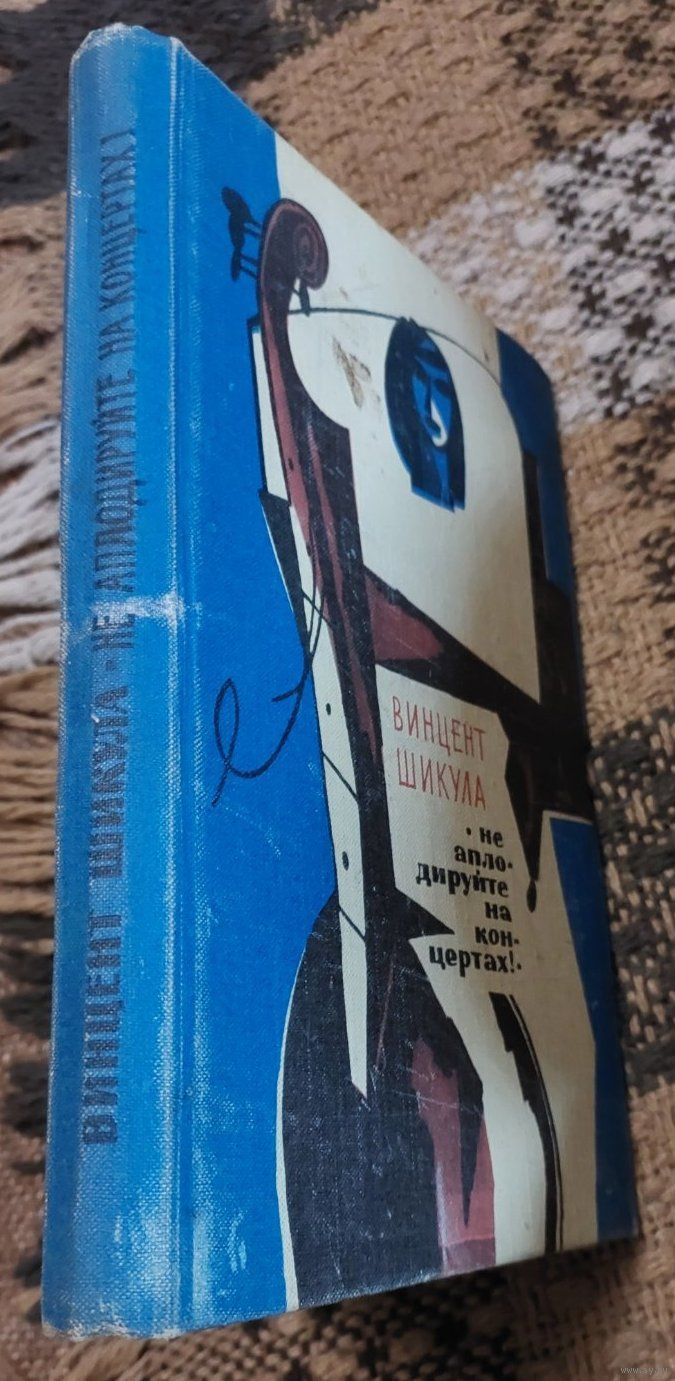 ВИНЦЕНТ ШИКУЛА · НЕ АПЛОДИРУЙТЕ НА КОНЦЕРТАХ!
ВИНЦЕНТ
ШИКУЛА
· не
апло-
дируйте
на
кон-
цертах! ·